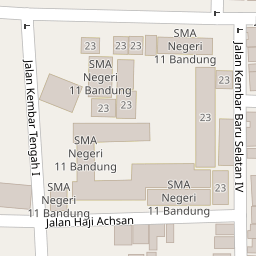 SMA
Negeri
11 Bandung
23
23
23
23
SMA
Negeri
11 Bandung
23
23
23
23
SMA
Negeri
11 Bandung
SMA
Negeri
11 Bandung
23
SMA
Negeri
11 Bandung
Jalan Kembar Tengah I
Jalan Kembar Baru Selatan IV
Jalan Haji Achsan